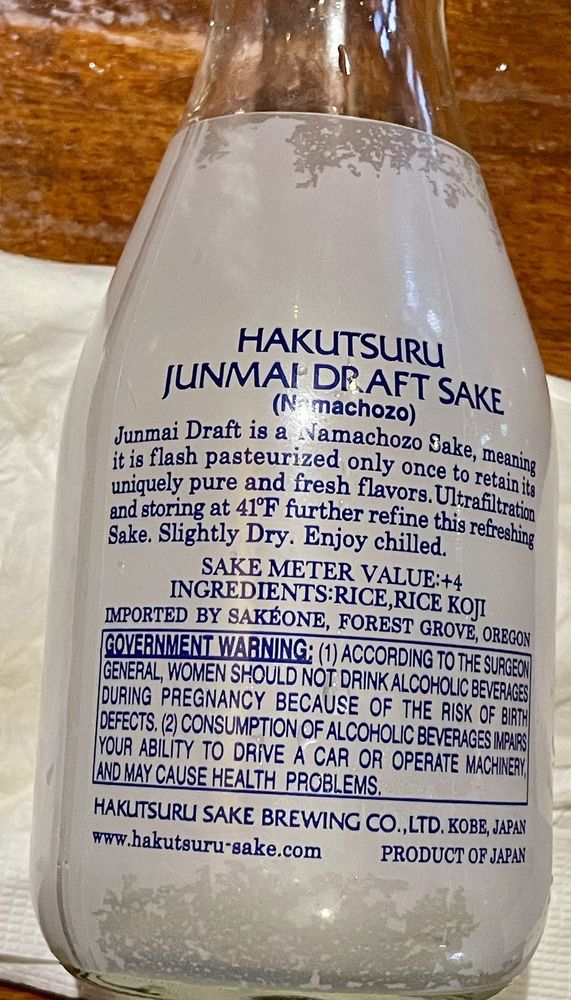 HAKUTSURU
JUNMAI DRAFT SAKE
(Namachozo)
Junmai Draft is a Namachozo Sake, meaning
it is flash pasteurized only once to retain its
uniquely pure and fresh flavors. Ultrafiltration
and storing at 41°F further refine this refreshing
Sake. Slightly Dry. Enjoy chilled.
SAKE METER VALUE:+4
INGREDIENTS:RICE,RICE KOJI
IMPORTED BY SAKÉONE, FOREST GROVE, OREGON
GOVERNMENT WARNING: (1) ACCORDING TO THE SURGEON
GENERAL, WOMEN SHOULD NOT DRINK ALCOHOLIC BEVERAGES
DURING PREGNANCY BECAUSE OF THE RISK OF BIRTH
DEFECTS. (2) CONSUMPTION OF ALCOHOLIC BEVERAGES IMPAIRS
YOUR ABILITY TO DRIVE A CAR OR OPERATE MACHINERY,
AND MAY CAUSE HEALTH PROBLEMS.
HAKUTSURU SAKE BREWING CO.,LTD. KOBE, JAPAN
www.hakutsuru-sake.com PRODUCT OF JAPAN